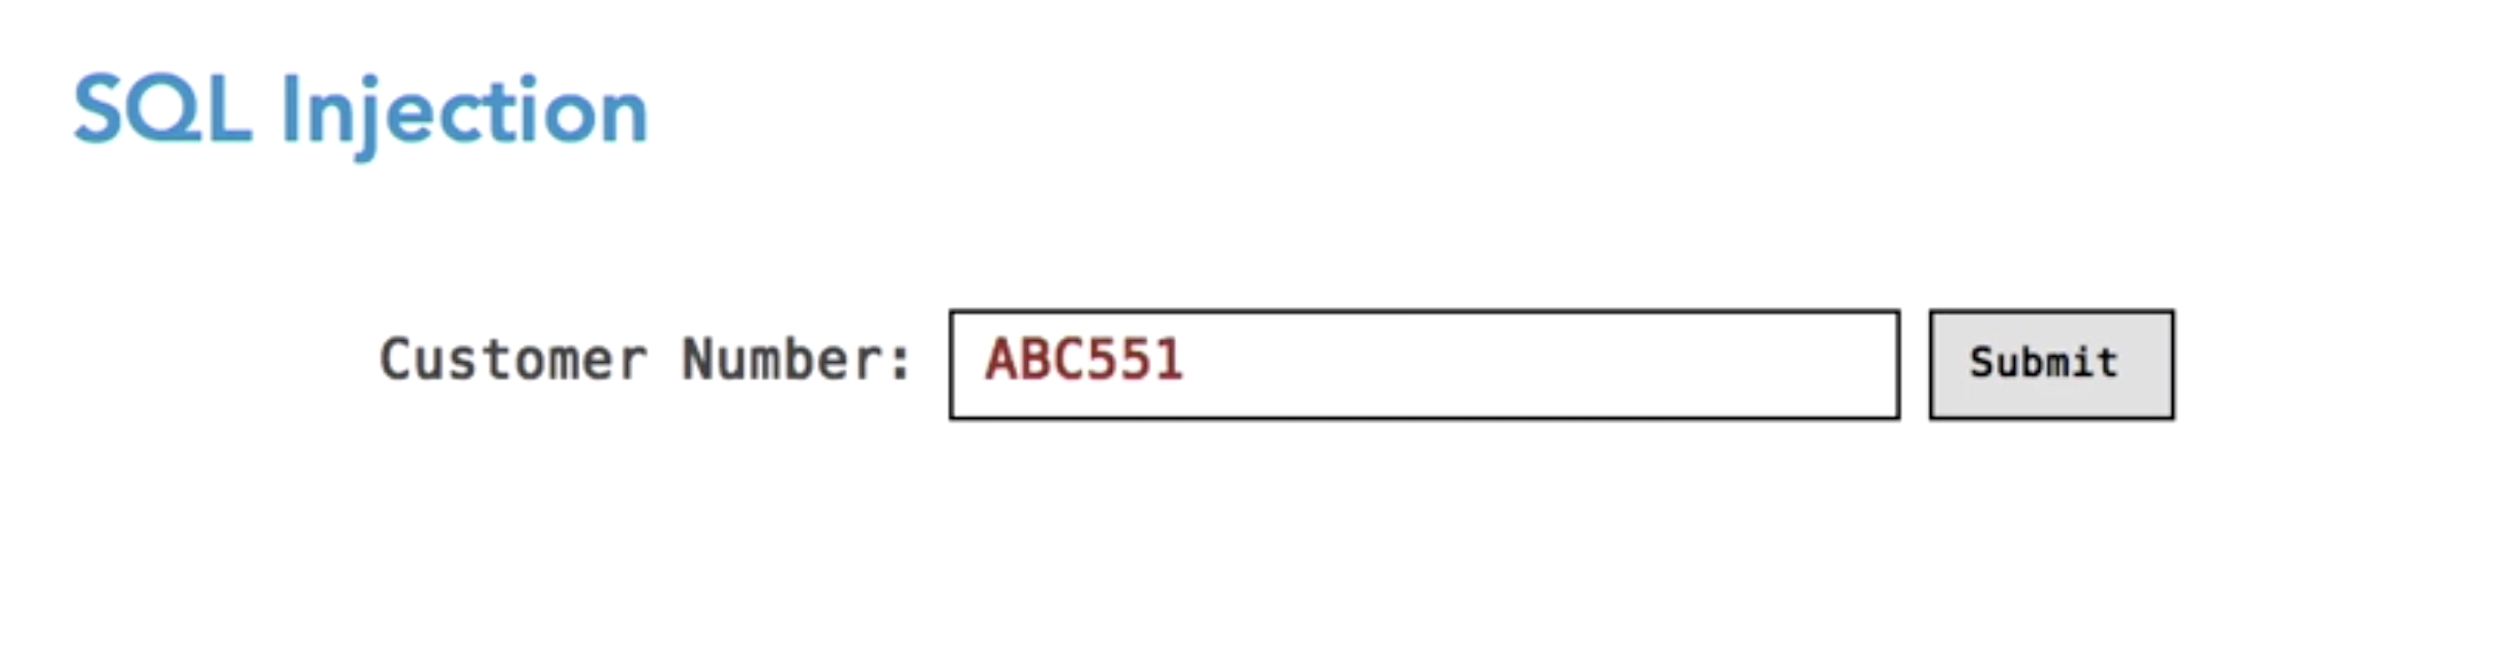 SQL Injection
Customer Number: ABC551 Submit